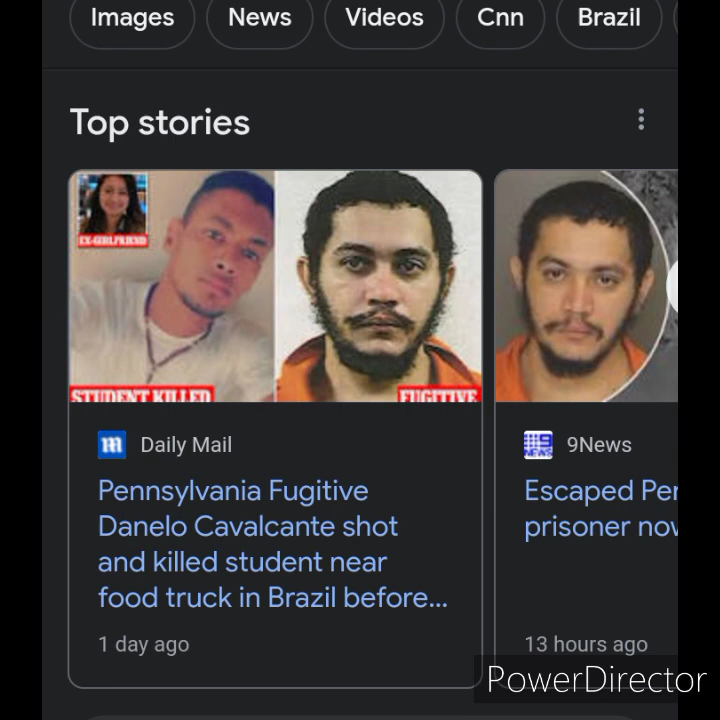 Images
News
Videos
Cnn
Brazil
Top stories
EX-GIRLFRIEND
STUDENT KILLED
FUGITIVE
m
Daily Mail
Pennsylvania Fugitive
Danelo Cavalcante shot
and killed student near
food truck in Brazil before...
1 day ago
9
NEWS
9News
Escaped Per
prisoner nov
13 hours ago
PowerDirector